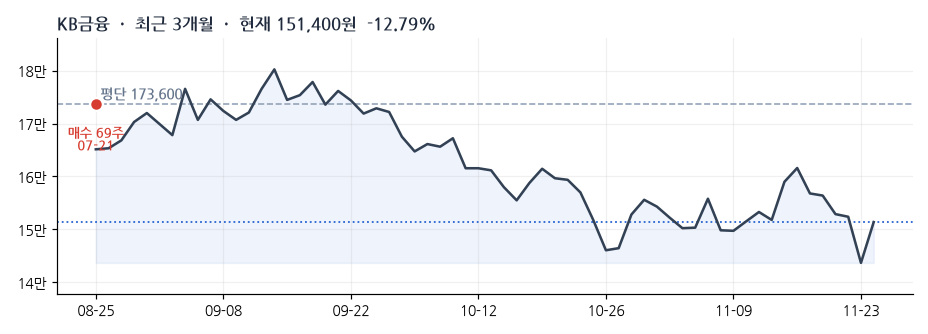 KB금융 · 최근 3개월 · 현재 151,400원 -12.79%
18만
평단 173,600
17만
매수 69주
07-21
16만
15만
14만
08-25 09-08 09-22 10-12 10-26 11-09 11-23